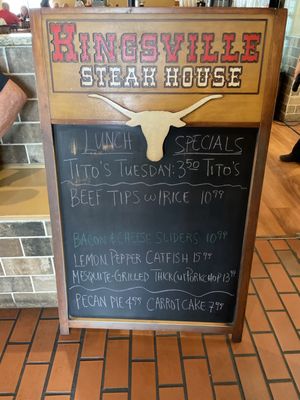 KINGSVILLE
STEAK HOUSE
LUNCH SPECIALS
TITO'S TUESDAY: 3.50 TITO'S
BEEF TIPS W/RICE 10.99
BACON & CHEESE SLIDERS 10.99
LEMON PEPPER CATFISH 15.99
MESQUITE-GRILLED THICK CUT PORK CHOP 13.99
PECAN PIE 4.99 CARROT CAKE 7.99